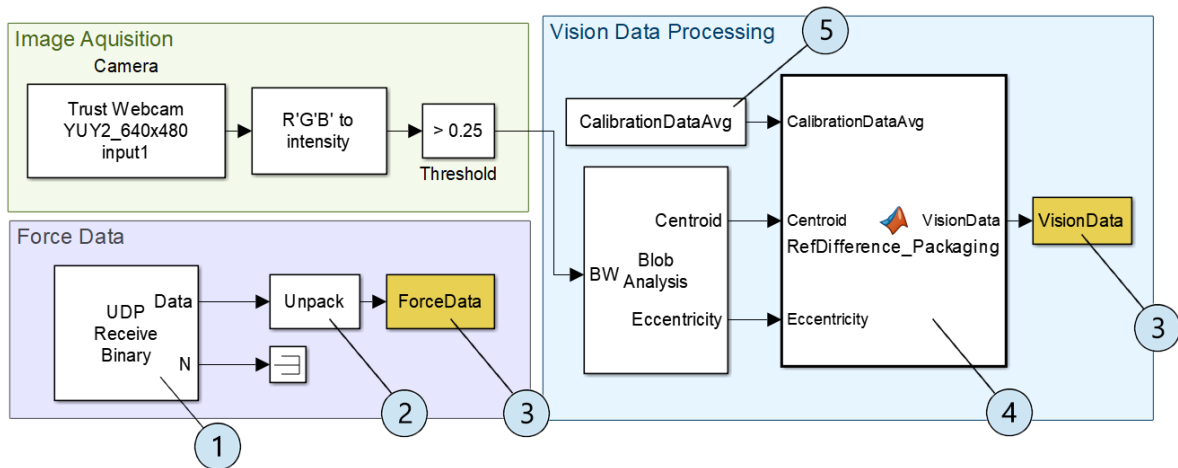 Image Aquisition
Camera
Trust Webcam
YUY2_640x480
input1
R'G'B' to
intensity
> 0.25
Threshold
Force Data
UDP
Receive
Binary
Data
N
Unpack
ForceData
1
2
3
Vision Data Processing
5
CalibrationDataAvg
BW
Blob
Analysis
Centroid
Eccentricity
CalibrationDataAvg
Centroid
Eccentricity
VisionData
RefDifference_Packaging
VisionData
4
3